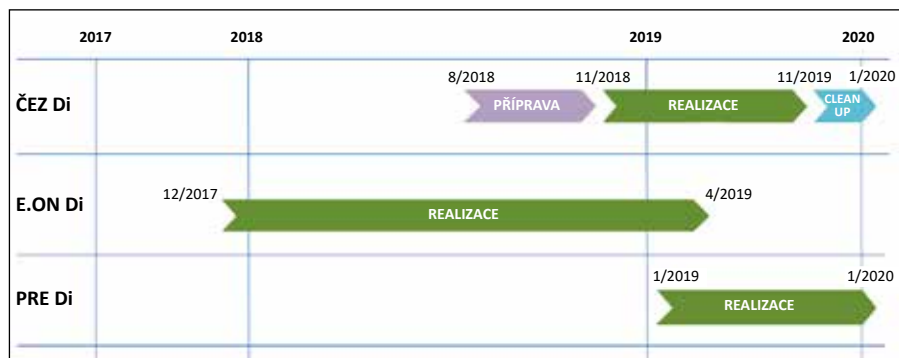 2017 2018 2019 2020
8/2018 11/2018 11/2019 1/2020
ČEZ Di PŘÍPRAVA REALIZACE CLEAN
UP
12/2017 4/2019
E.ON Di REALIZACE
1/2019 1/2020
PRE Di REALIZACE